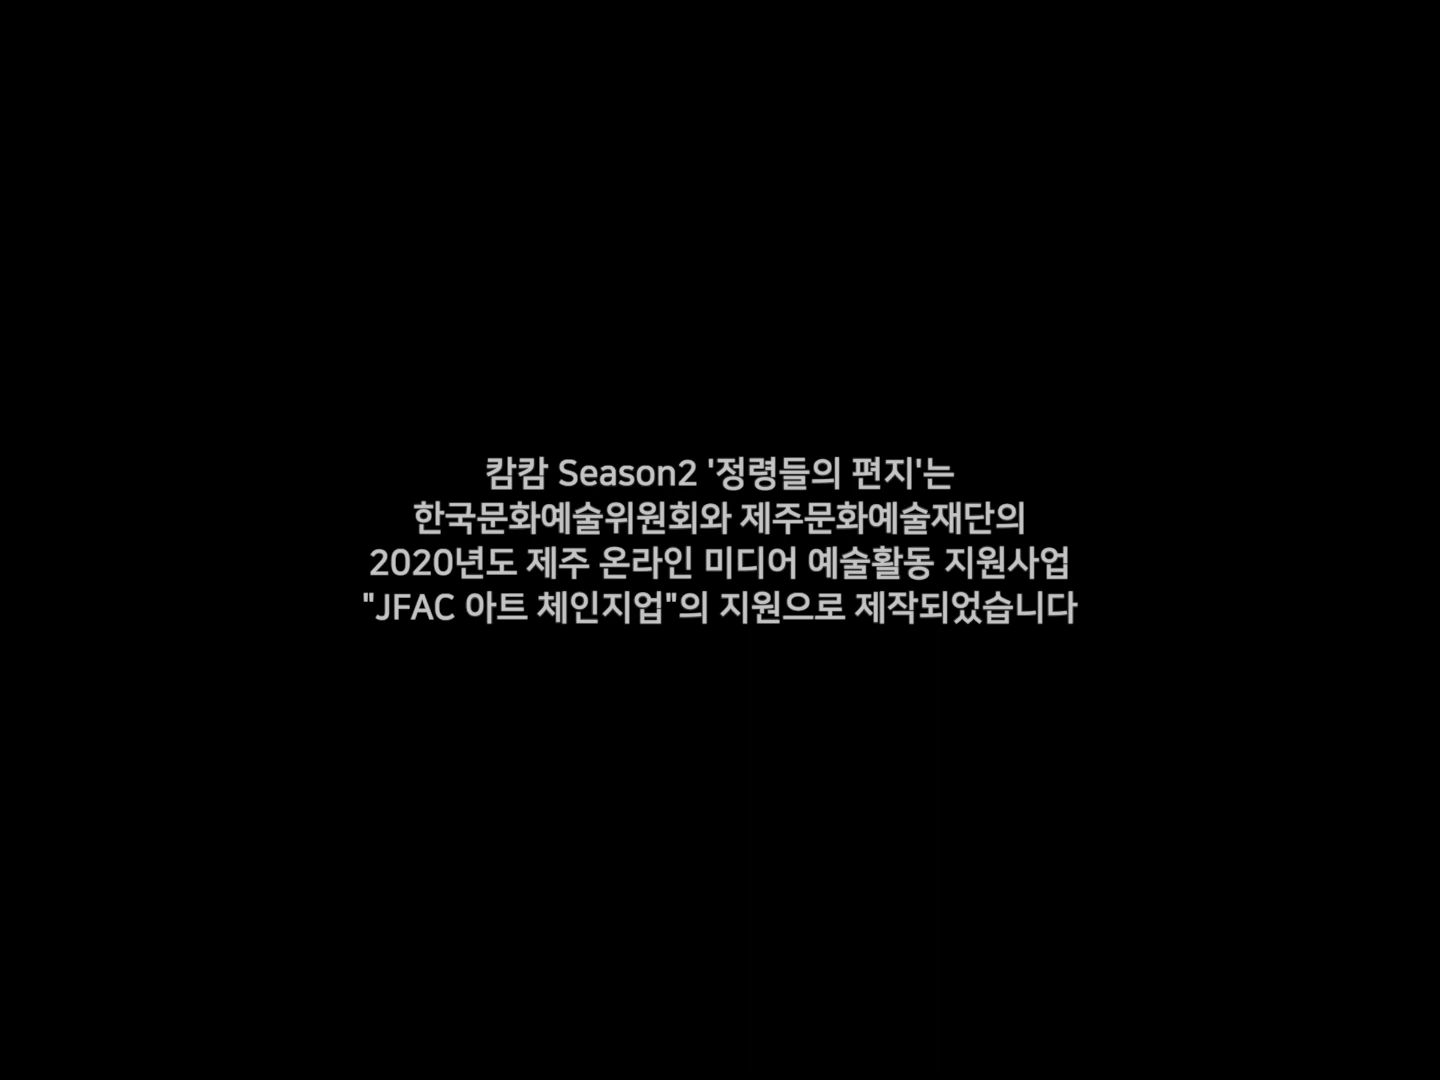 캄캄 Season2 '정령들의 편지'는
한국문화예술위원회와 제주문화예술재단의
2020년도 제주 온라인 미디어 예술활동 지원사업
"JFAC 아트 체인지업"의 지원으로 제작되었습니다